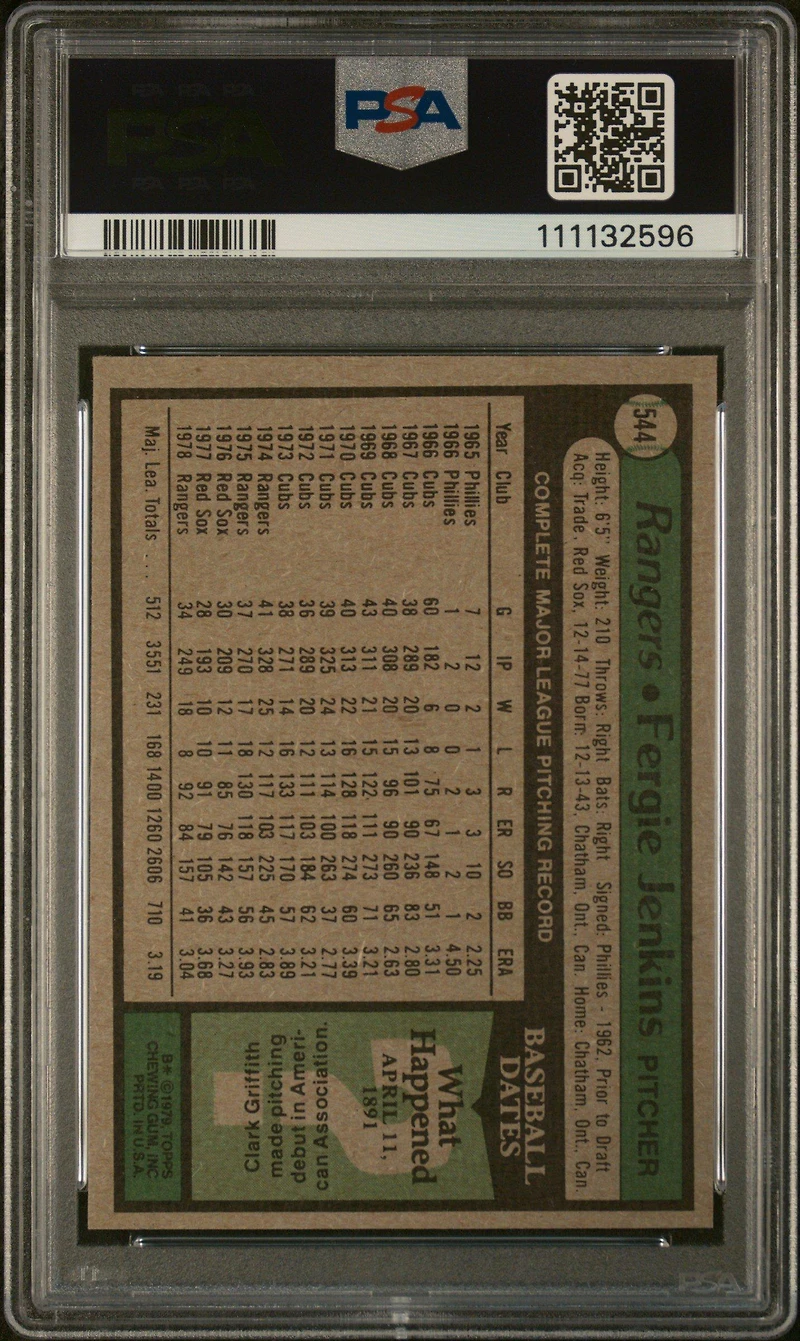 PSA
111132596
544
Rangers • Fergie Jenkins PITCHER
Height: 6'5" Weight: 210 Throws: Right Bats: Right Signed: Phillies - 1962. Prior to Draft
Acq: Trade, Red Sox, 12-14-77 Born: 12-13-43, Chatham, Ont., Can. Home: Chatham, Ont., Can.
COMPLETE MAJOR LEAGUE PITCHING RECORD
Year Club G IP W L R ER SO BB ERA
1965 Phillies 7 12 2 1 3 3 10 2 2.25
1966 Phillies 1 2 0 0 2 1 2 1 4.50
1966 Cubs 60 182 6 8 75 67 148 51 3.31
1967 Cubs 38 289 20 13 101 90 236 83 2.80
1968 Cubs 40 308 20 15 96 90 260 65 2.63
1969 Cubs 43 311 21 15 122 111 273 71 3.21
1970 Cubs 40 313 22 16 128 118 274 60 3.39
1971 Cubs 39 325 24 13 114 100 263 37 2.77
1972 Cubs 36 289 20 12 111 103 184 62 3.21
1973 Cubs 38 271 14 16 133 117 170 57 3.89
1974 Rangers 41 328 25 12 117 103 225 45 2.83
1975 Rangers 37 270 17 18 130 118 157 56 3.93
1976 Red Sox 30 209 12 11 85 76 142 43 3.27
1977 Red Sox 28 193 10 10 91 79 105 36 3.68
1978 Rangers 34 249 18 8 92 84 157 41 3.04
Maj. Lea. Totals . . . 512 3551 231 168 1400 1260 2606 710 3.19
BASEBALL
DATES
What
Happened
APRIL 11,
1891
Clark Griffith
made pitching
debut in Ameri-
can Association.
B* © 1979, TOPPS
CHEWING GUM, INC.
PRTD. IN U.S.A.
PSA